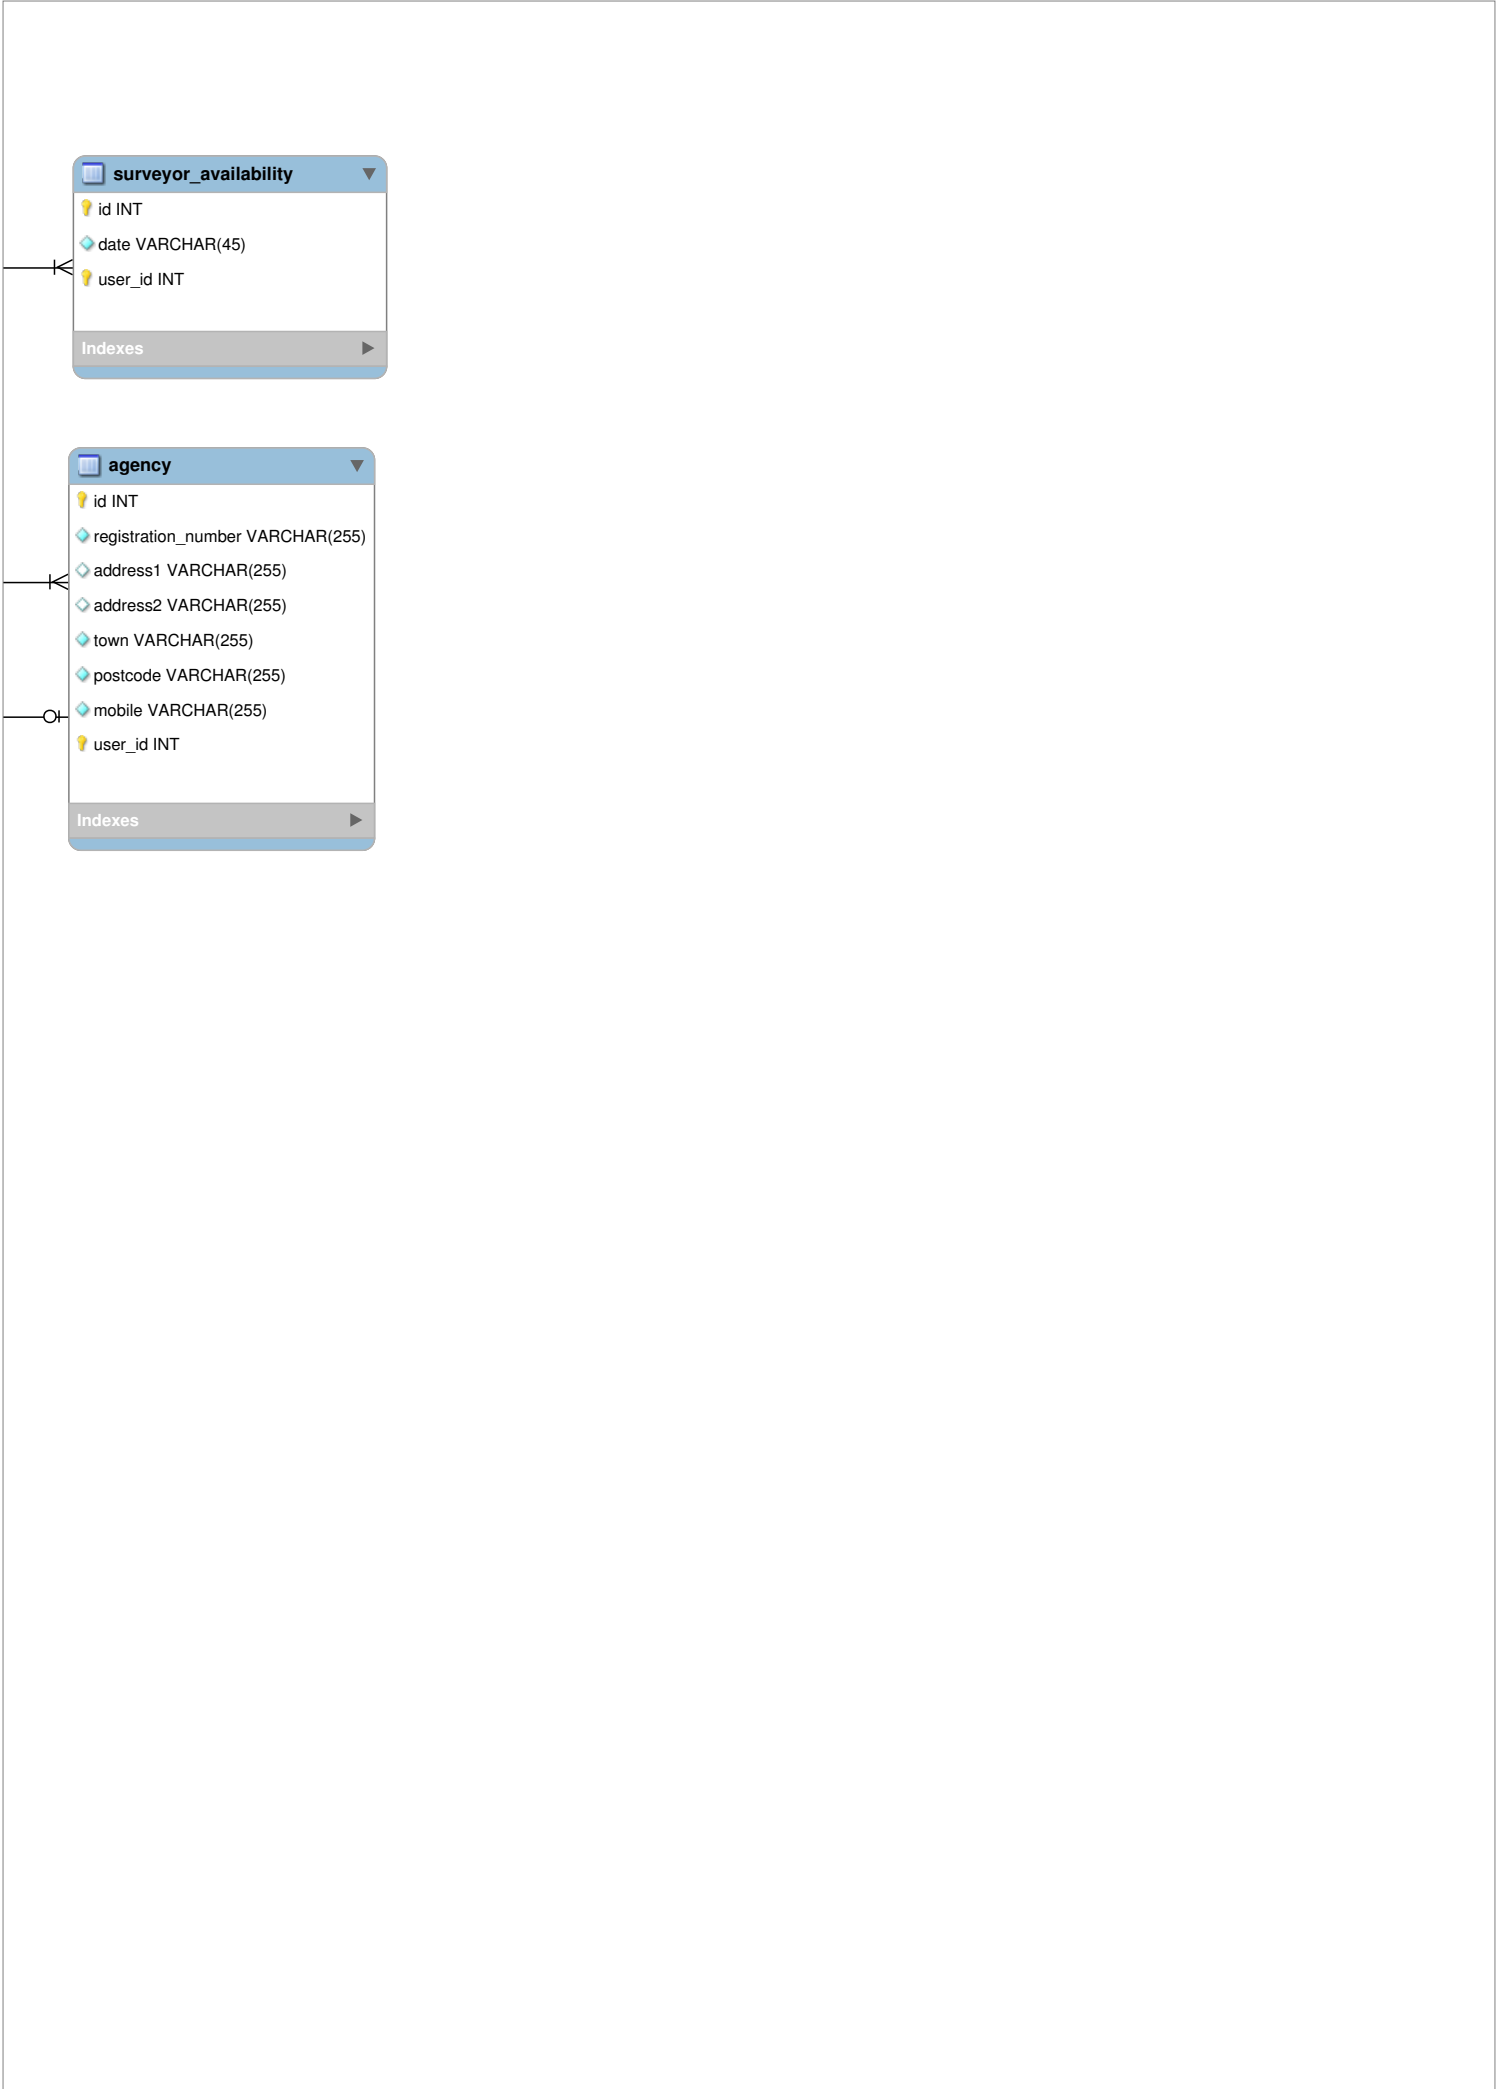 surveyor_availability
id INT
date VARCHAR(45)
user_id INT
Indexes
agency
id INT
registration_number VARCHAR(255)
address1 VARCHAR(255)
address2 VARCHAR(255)
town VARCHAR(255)
postcode VARCHAR(255)
mobile VARCHAR(255)
user_id INT
Indexes